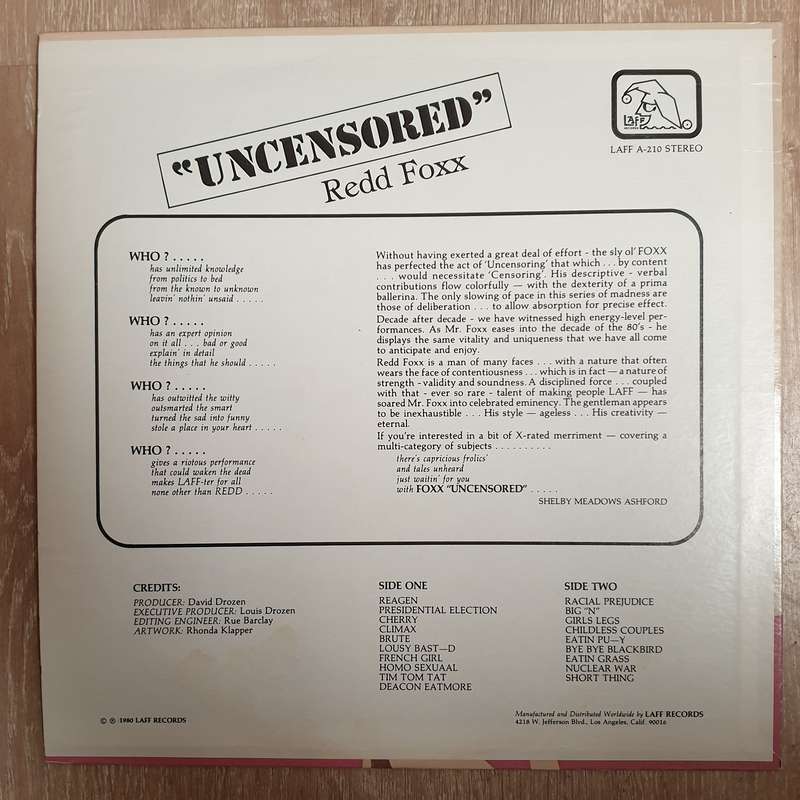 "UNCENSORED"
Redd Foxx
LAFF
RECORDS
LAFF A-210 STEREO
WHO ? . . . . .
has unlimited knowledge
from politics to bed
from the known to unknown
leavin' nothin' unsaid . . . . .
WHO ? . . . . .
has an expert opinion
on it all . . . bad or good
explain' in detail
the things that he should . . . . .
WHO ? . . . . .
has outwitted the witty
outsmarted the smart
turned the sad into funny
stole a place in your heart . . . . .
WHO ? . . . . .
gives a riotous performance
that could waken the dead
makes LAFF-ter for all
none other than REDD . . . . .
Without having exerted a great deal of effort - the sly ol' FOXX
has perfected the act of 'Uncensoring' that which . . . by content
. . . would necessitate 'Censoring'. His descriptive - verbal
contributions flow colorfully — with the dexterity of a prima
ballerina. The only slowing of pace in this series of madness are
those of deliberation . . . to allow absorption for precise effect.
Decade after decade - we have witnessed high energy-level per-
formances. As Mr. Foxx eases into the decade of the 80's - he
displays the same vitality and uniqueness that we have all come
to anticipate and enjoy.
Redd Foxx is a man of many faces . . . with a nature that often
wears the face of contentiousness . . . which is in fact — a nature of
strength - validity and soundness. A disciplined force . . . coupled
with that - ever so rare - talent of making people LAFF — has
soared Mr. Foxx into celebrated eminency. The gentleman appears
to be inexhaustible . . . His style — ageless . . . His creativity —
eternal.
If you're interested in a bit of X-rated merriment — covering a
multi-category of subjects . . . . . . . . . .
there's capricious frolics'
and tales unheard
just waitin' for you
with FOXX "UNCENSORED" . . . . .
SHELBY MEADOWS ASHFORD
CREDITS:
PRODUCER: David Drozen
EXECUTIVE PRODUCER: Louis Drozen
EDITING ENGINEER: Rue Barclay
ARTWORK: Rhonda Klapper
SIDE ONE
REAGEN
PRESIDENTIAL ELECTION
CHERRY
CLIMAX
BRUTE
LOUSY BAST—D
FRENCH GIRL
HOMO SEXUAAL
TIM TOM TAT
DEACON EATMORE
SIDE TWO
RACIAL PREJUDICE
BIG "N"
GIRLS LEGS
CHILDLESS COUPLES
EATIN PU—Y
BYE BYE BLACKBIRD
EATIN GRASS
NUCLEAR WAR
SHORT THING
© ℗ 1980 LAFF RECORDS
Manufactured and Distributed Worldwide by LAFF RECORDS
4218 W. Jefferson Blvd., Los Angeles, Calif. 90016